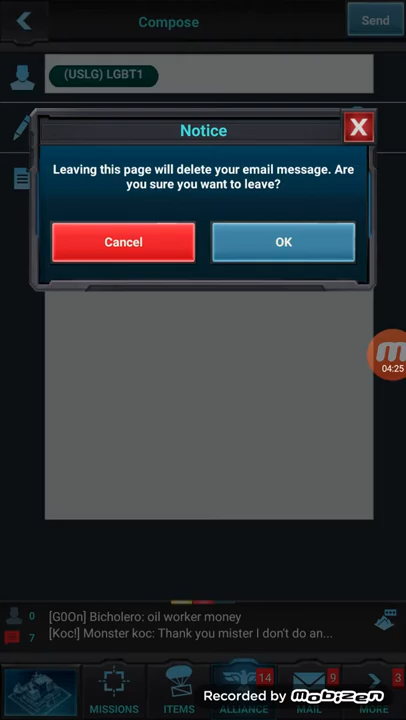 Compose
Send
(USLG) LGBT1
Notice
X
Leaving this page will delete your email message. Are
you sure you want to leave?
Cancel
OK
04:25
0
[G0On] Bicholero: oil worker money
7
[Koc!] Monster koc: Thank you mister I don't do an...
14
9
3
MISSIONS
ITEMS
ALLIANCE
MAIL
MORE
Recorded by mobizen